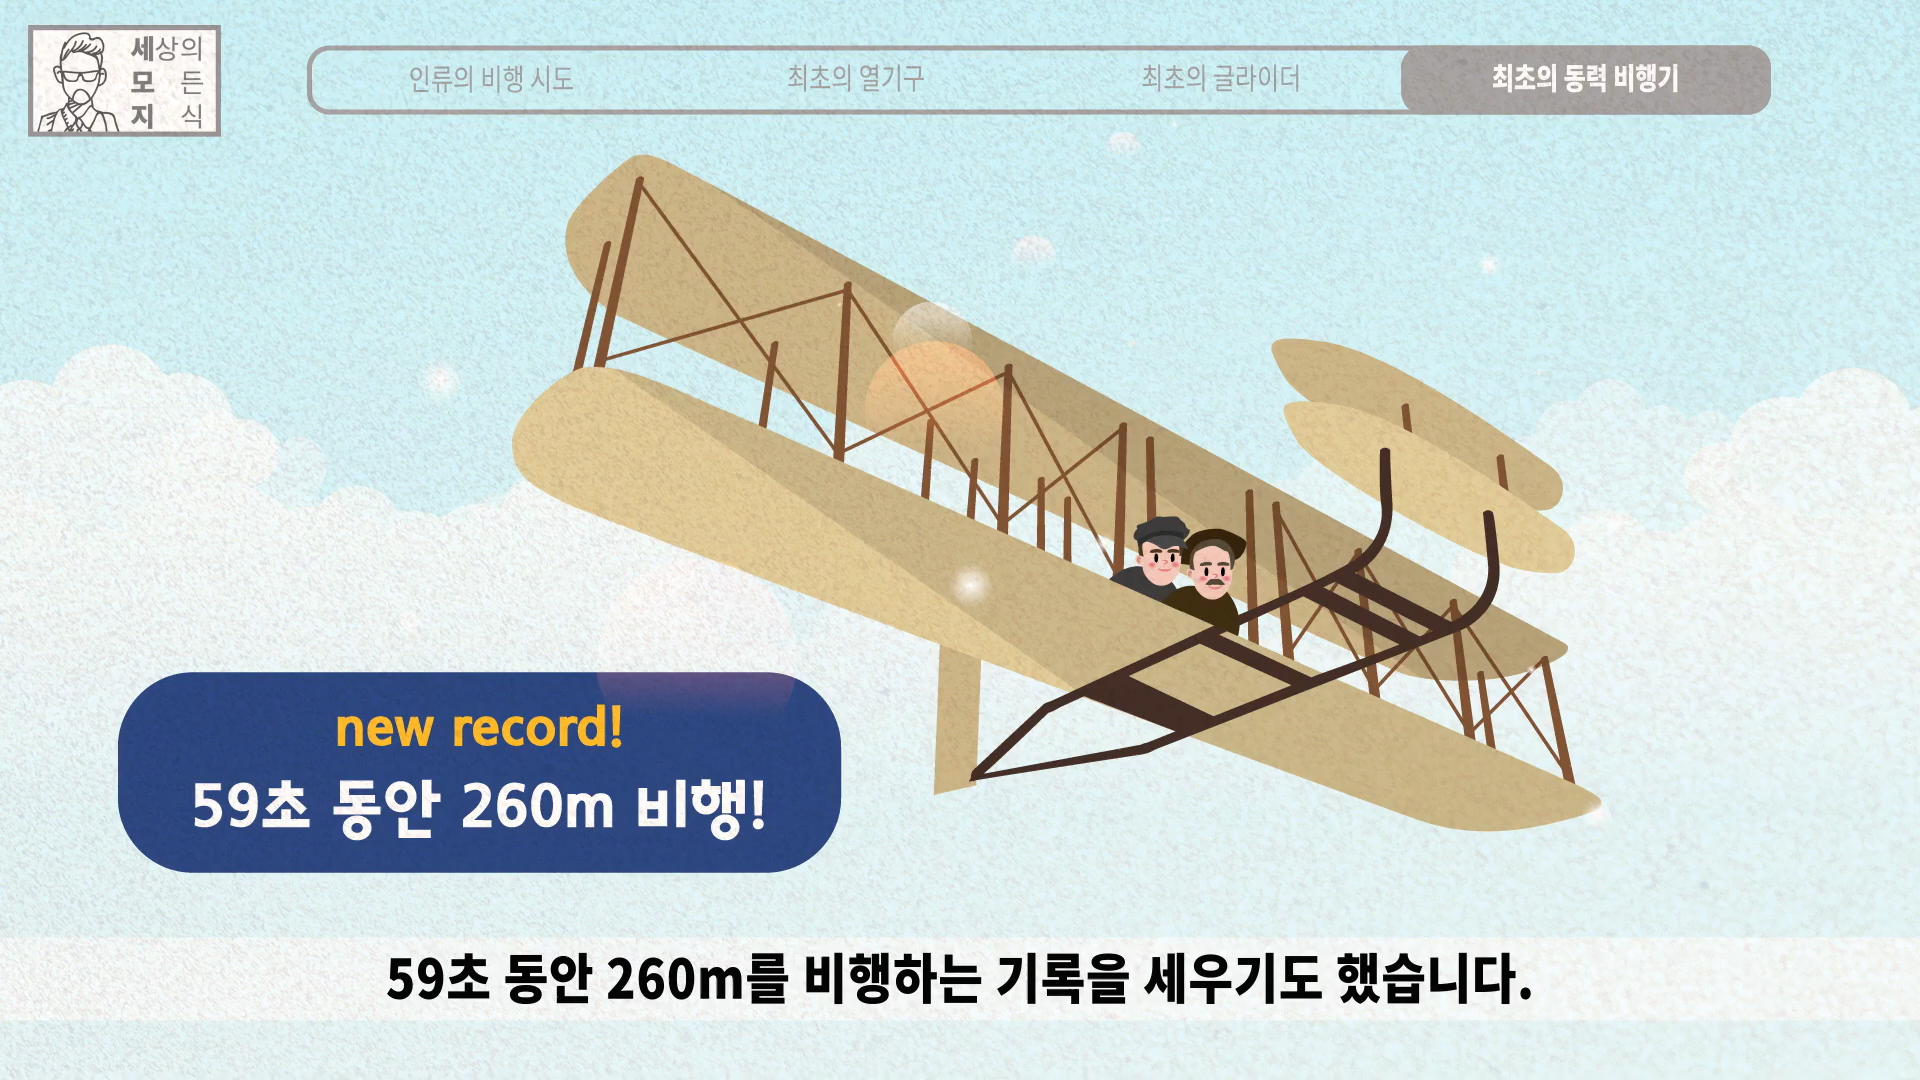 세상의
모 든
지 식
인류의 비행 시도
최초의 열기구
최초의 글라이더
최초의 동력 비행기
new record!
59초 동안 260m 비행!
59초 동안 260m를 비행하는 기록을 세우기도 했습니다.